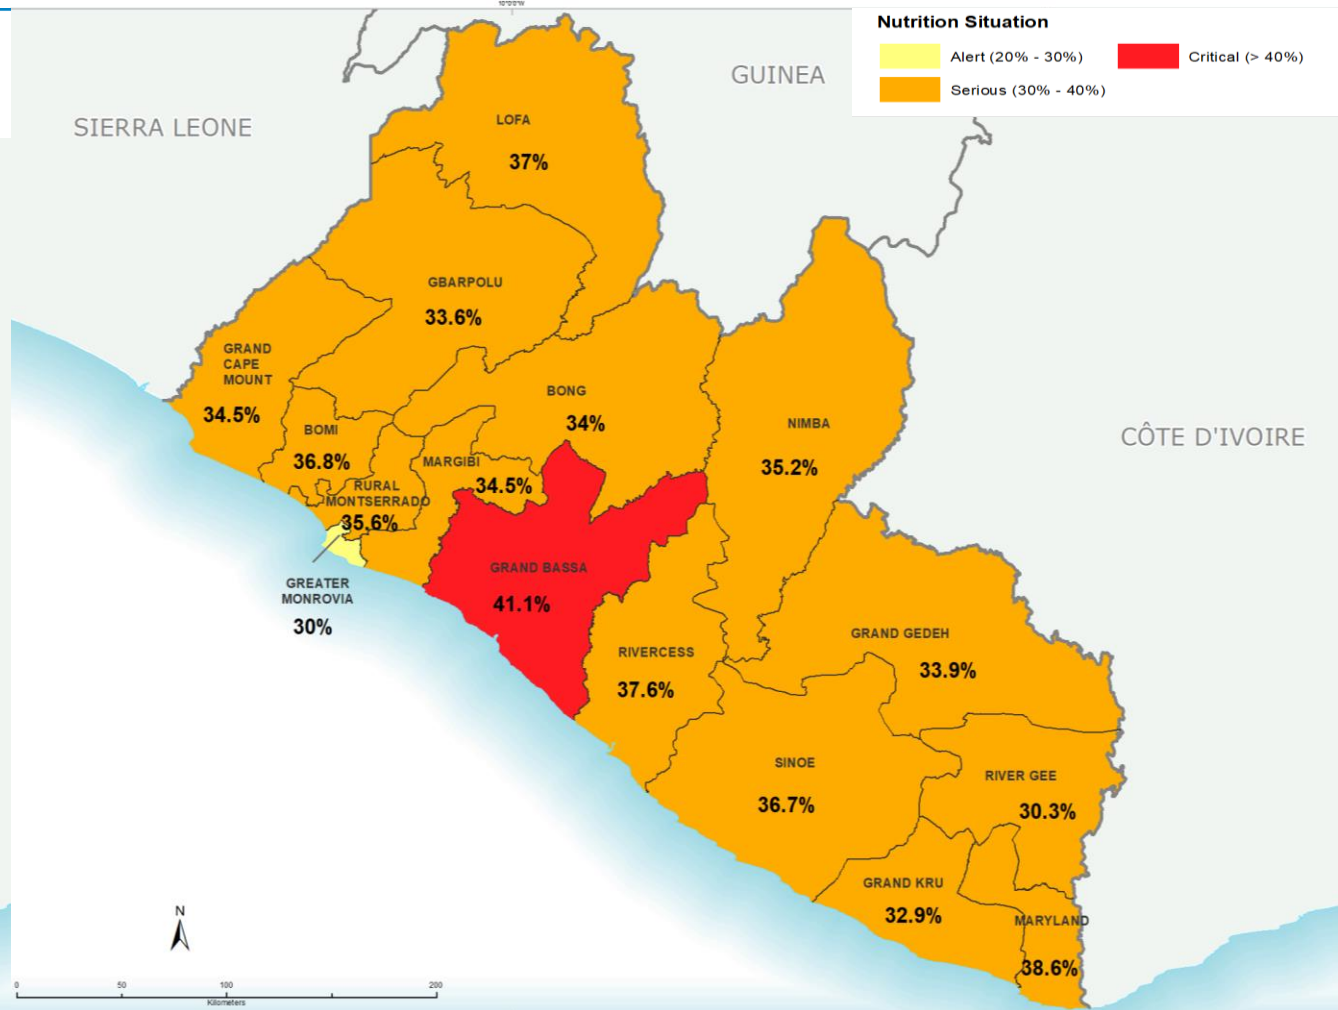 10°0'0"W
Nutrition Situation
Alert (20% - 30%)
Critical (> 40%)
Serious (30% - 40%)
GUINEA
SIERRA LEONE
LOFA
37%
GBARPOLU
33.6%
GRAND
CAPE
MOUNT
34.5%
BONG
34%
NIMBA
35.2%
CÔTE D'IVOIRE
BOMI
36.8%
MARGIBI
34.5%
RURAL
MONTSERRADO
35.6%
GREATER
MONROVIA
30%
GRAND BASSA
41.1%
RIVERCESS
37.6%
GRAND GEDEH
33.9%
SINOE
36.7%
RIVER GEE
30.3%
GRAND KRU
32.9%
MARYLAND
38.6%
N
0 50 100 200
Kilometers